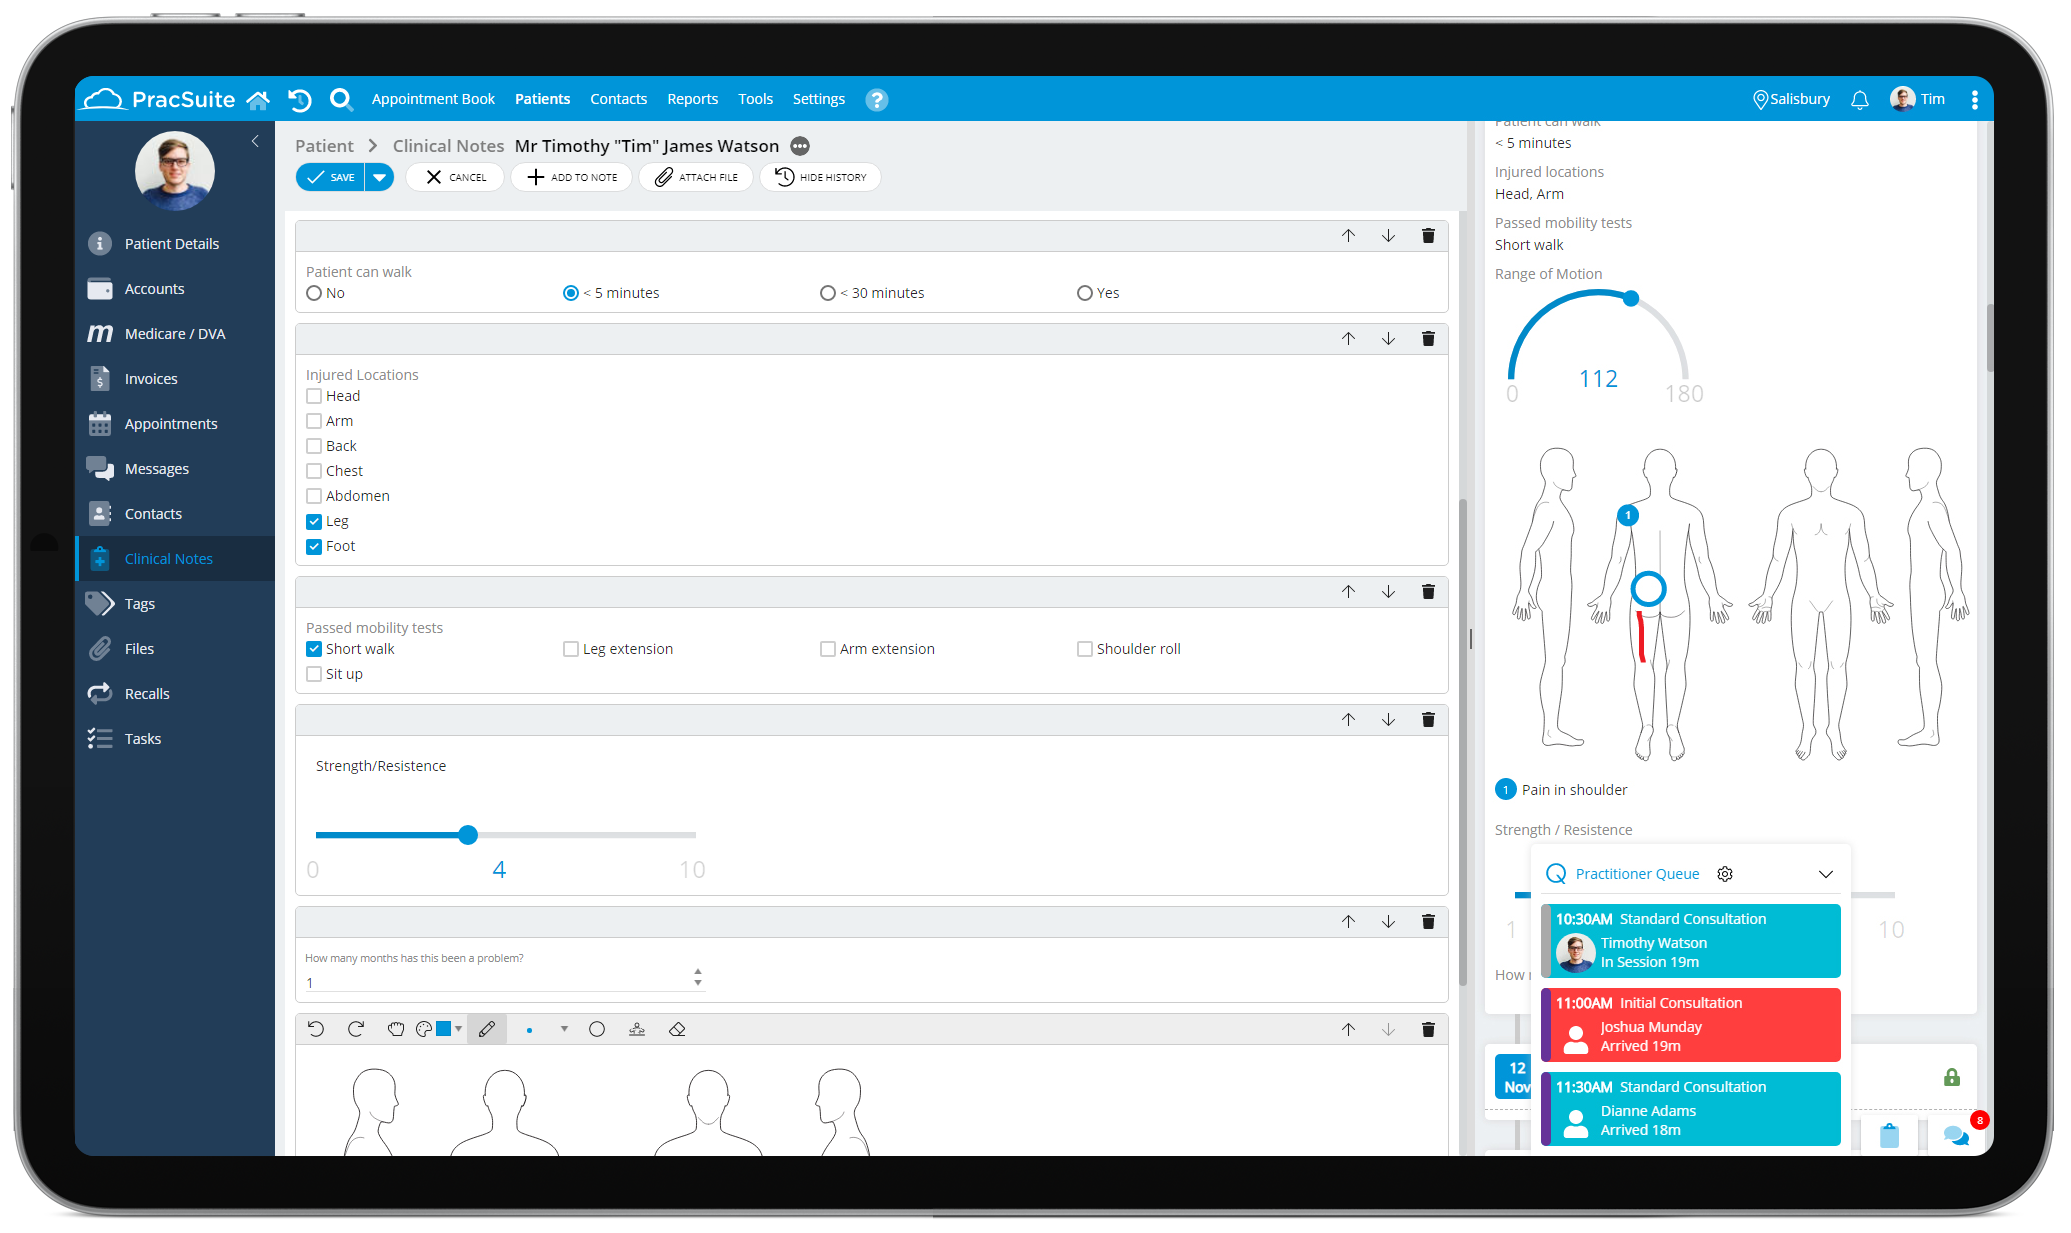 PracSuite
Appointment Book Patients Contacts Reports Tools Settings ?
Salisbury Tim
Patient Details
Accounts
m Medicare / DVA
Invoices
Appointments
Messages
Contacts
Clinical Notes
Tags
Files
Recalls
Tasks
Patient Clinical Notes Mr Timothy "Tim" James Watson
SAVE CANCEL ADD TO NOTE ATTACH FILE HIDE HISTORY
Patient can walk
No < 5 minutes < 30 minutes Yes
Injured Locations
Head
Arm
Back
Chest
Abdomen
Leg
Foot
Passed mobility tests
Short walk Leg extension Arm extension Shoulder roll
Sit up
Strength/Resistence
0 4 10
How many months has this been a problem?
1
Patient can walk
< 5 minutes
Injured locations
Head, Arm
Passed mobility tests
Short walk
Range of Motion
112
0 180
1
1 Pain in shoulder
Strength / Resistence
1 10
How
12
Nov
Practitioner Queue
10:30AM Standard Consultation
Timothy Watson
In Session 19m
11:00AM Initial Consultation
Joshua Munday
Arrived 19m
11:30AM Standard Consultation
Dianne Adams
Arrived 18m
8